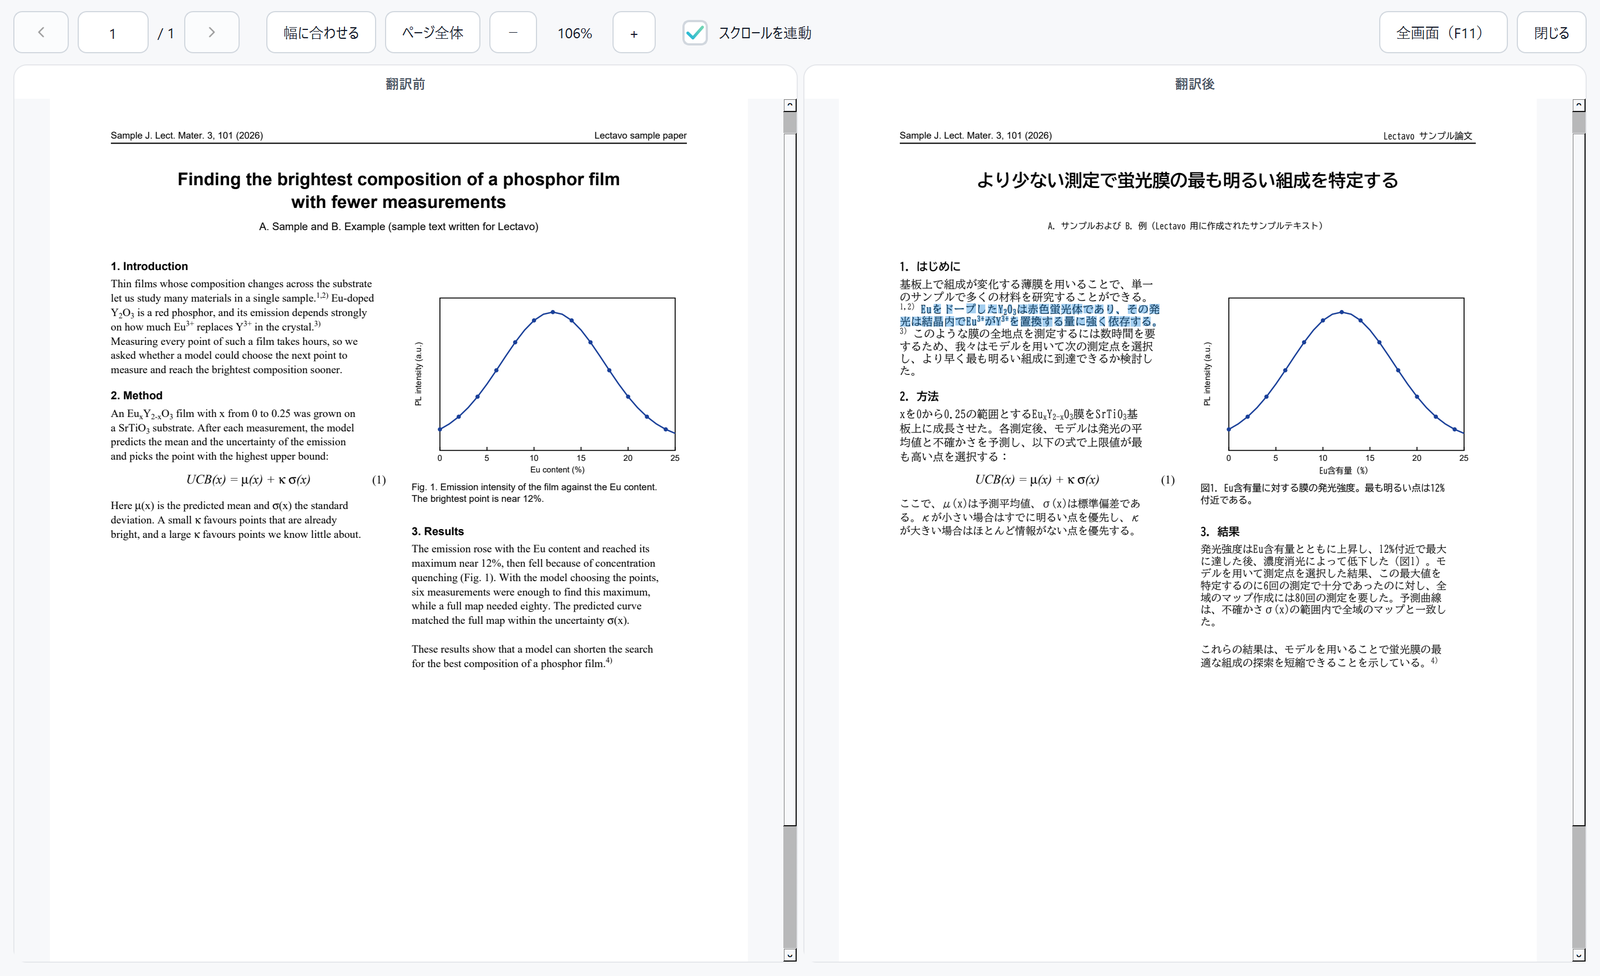 1
/ 1
幅に合わせる
ページ全体
−
106%
+
スクロールを連動
全画面（F11）
閉じる
翻訳前
Sample J. Lect. Mater. 3, 101 (2026)
Lectavo sample paper
Finding the brightest composition of a phosphor film
with fewer measurements
A. Sample and B. Example (sample text written for Lectavo)
1. Introduction
Thin films whose composition changes across the substrate
let us study many materials in a single sample.¹,²⁾ Eu-doped
Y₂O₃ is a red phosphor, and its emission depends strongly
on how much Eu³⁺ replaces Y³⁺ in the crystal.³⁾
Measuring every point of such a film takes hours, so we
asked whether a model could choose the next point to
measure and reach the brightest composition sooner.
2. Method
An EuₓY₂₋ₓO₃ film with x from 0 to 0.25 was grown on
a SrTiO₃ substrate. After each measurement, the model
predicts the mean and the uncertainty of the emission
and picks the point with the highest upper bound:
UCB(x) = μ(x) + κ σ(x)
(1)
Here μ(x) is the predicted mean and σ(x) the standard
deviation. A small κ favours points that are already
bright, and a large κ favours points we know little about.
PL intensity (a.u.)
0 5 10 15 20 25
Eu content (%)
Fig. 1. Emission intensity of the film against the Eu content.
The brightest point is near 12%.
3. Results
The emission rose with the Eu content and reached its
maximum near 12%, then fell because of concentration
quenching (Fig. 1). With the model choosing the points,
six measurements were enough to find this maximum,
while a full map needed eighty. The predicted curve
matched the full map within the uncertainty σ(x).
These results show that a model can shorten the search
for the best composition of a phosphor film.⁴⁾
翻訳後
Sample J. Lect. Mater. 3, 101 (2026)
Lectavo サンプル論文
より少ない測定で蛍光膜の最も明るい組成を特定する
A. サンプルおよび B. 例（Lectavo 用に作成されたサンプルテキスト）
1. はじめに
基板上で組成が変化する薄膜を用いることで、単一
のサンプルで多くの材料を研究することができる。
¹,²⁾ EuをドープしたY₂O₃は赤色蛍光体であり、その発
光は結晶内でEu³⁺がY³⁺を置換する量に強く依存する。
³⁾ このような膜の全地点を測定するには数時間を要
するため、我々はモデルを用いて次の測定点を選択
し、より早く最も明るい組成に到達できるか検討し
た。
2. 方法
xを0から0.25の範囲とするEuₓY₂₋ₓO₃膜をSrTiO₃基
板上に成長させた。各測定後、モデルは発光の平
均値と不確かさを予測し、以下の式で上限値が最
も高い点を選択する：
UCB(x) = μ(x) + κ σ(x)
(1)
ここで、μ(x)は予測平均値、σ(x)は標準偏差であ
る。κが小さい場合はすでに明るい点を優先し、κ
が大きい場合はほとんど情報がない点を優先する。
PL intensity (a.u.)
0 5 10 15 20 25
Eu含有量 (%)
図1. Eu含有量に対する膜の発光強度。最も明るい点は12%
付近である。
3. 結果
発光強度はEu含有量とともに上昇し、12%付近で最大
に達した後、濃度消光によって低下した（図1）。モ
デルを用いて測定点を選択した結果、この最大値を
特定するのに6回の測定で十分であったのに対し、全
域のマップ作成には80回の測定を要した。予測曲線
は、不確かさσ(x)の範囲内で全域のマップと一致し
た。
これらの結果は、モデルを用いることで蛍光膜の最
適な組成の探索を短縮できることを示している。⁴⁾